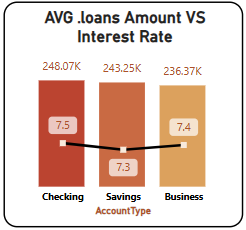 AVG .loans Amount VS
Interest Rate
248.07K 243.25K 236.37K
7.5 7.3 7.4
Checking Savings Business
AccountType